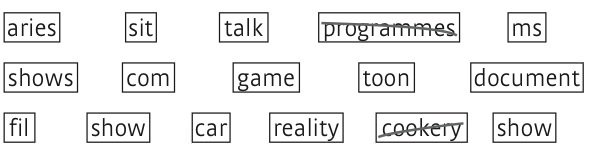 aries sit talk programmes ms
shows com game toon document
fil show car reality cookery show